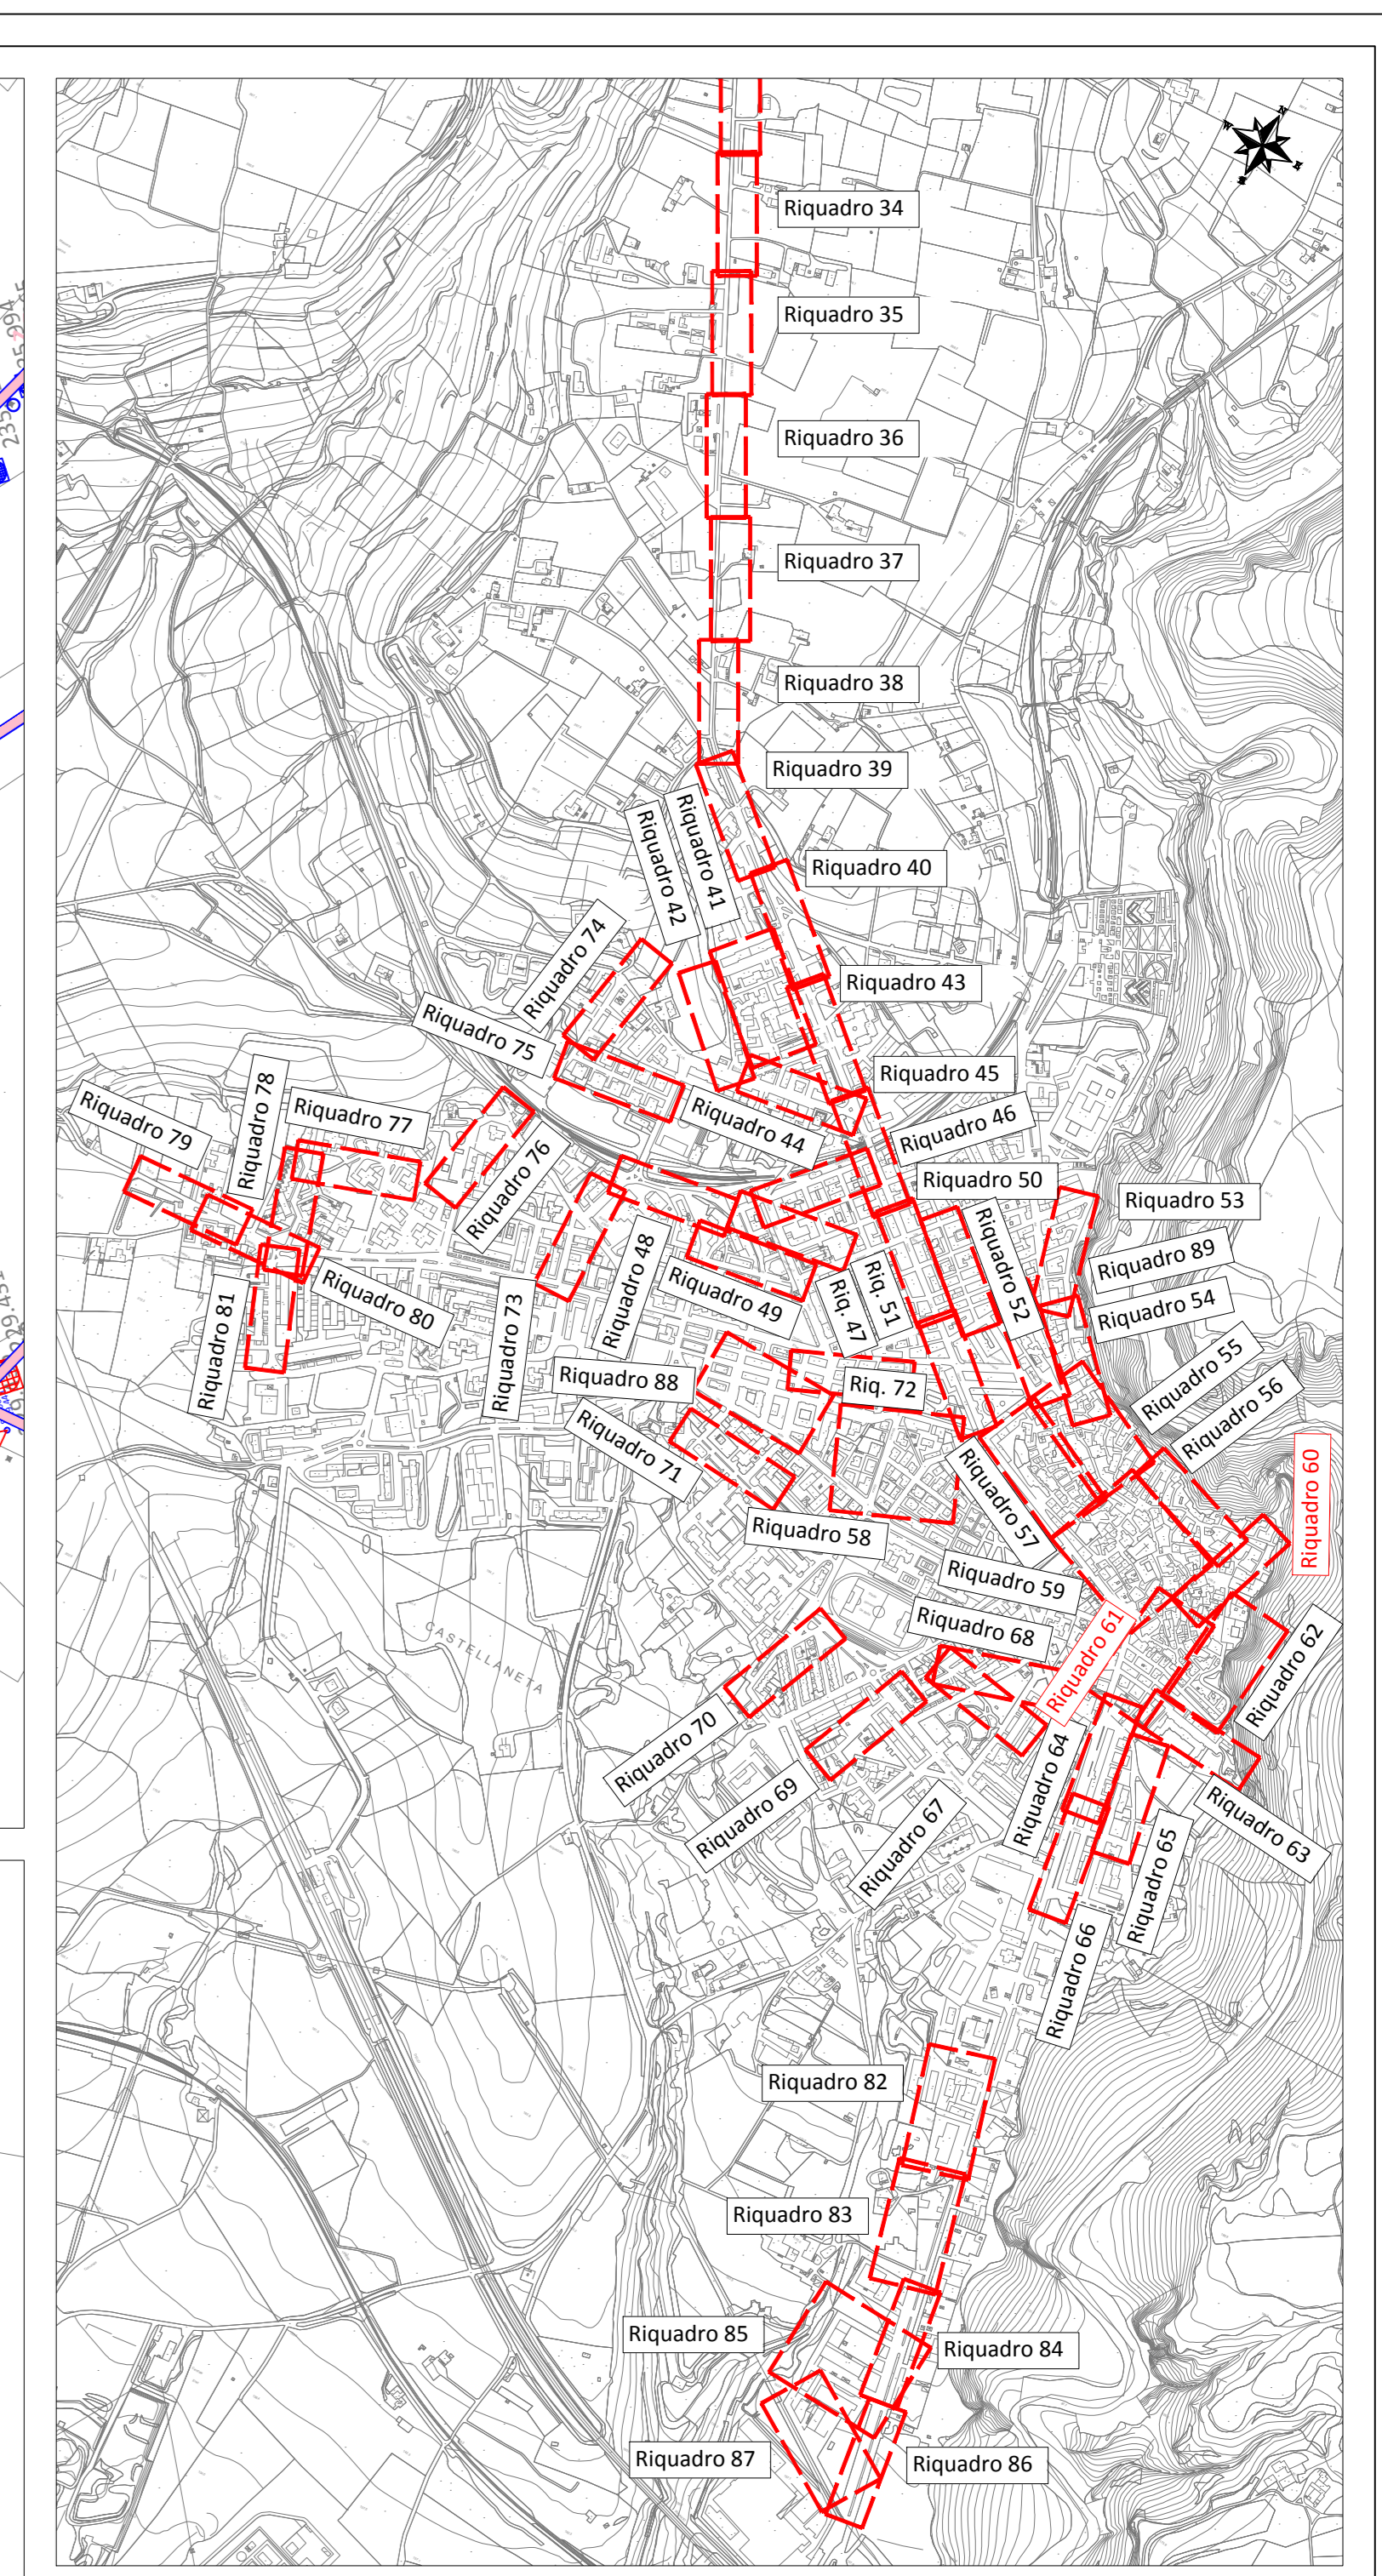 Riquadro 34
Riquadro 35
Riquadro 36
Riquadro 37
Riquadro 38
Riquadro 39
Riquadro 40
Riquadro 41
Riquadro 42
Riquadro 43
Riquadro 74
Riquadro 75
Riquadro 45
Riquadro 44
Riquadro 46
Riquadro 78
Riquadro 77
Riquadro 79
Riquadro 76
Riquadro 50
Riquadro 53
Riquadro 52
Riquadro 89
Riquadro 48
Riquadro 49
Riq. 47
Riq. 51
Riquadro 54
Riquadro 80
Riquadro 81
Riquadro 73
Riquadro 88
Riq. 72
Riquadro 55
Riquadro 56
Riquadro 71
Riquadro 57
Riquadro 60
Riquadro 58
Riquadro 59
Riquadro 68
Riquadro 61
Riquadro 62
CASTELLANETA
Riquadro 70
Riquadro 69
Riquadro 67
Riquadro 64
Riquadro 63
Riquadro 65
Riquadro 66
Riquadro 82
Riquadro 83
Riquadro 85
Riquadro 84
Riquadro 87
Riquadro 86